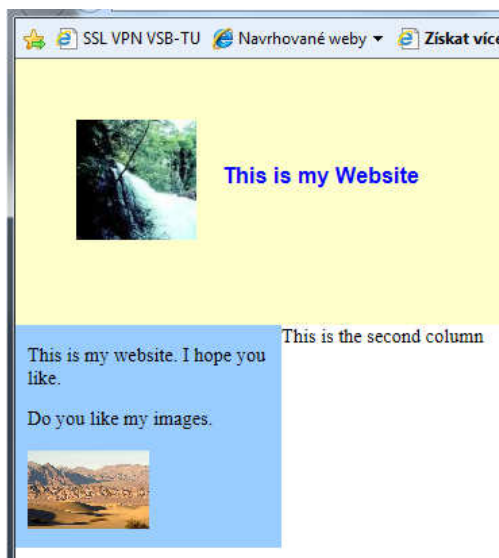 SSL VPN VSB-TU Navrhované weby Získat více
This is my Website
This is my website. I hope you
like.
Do you like my images.
This is the second column